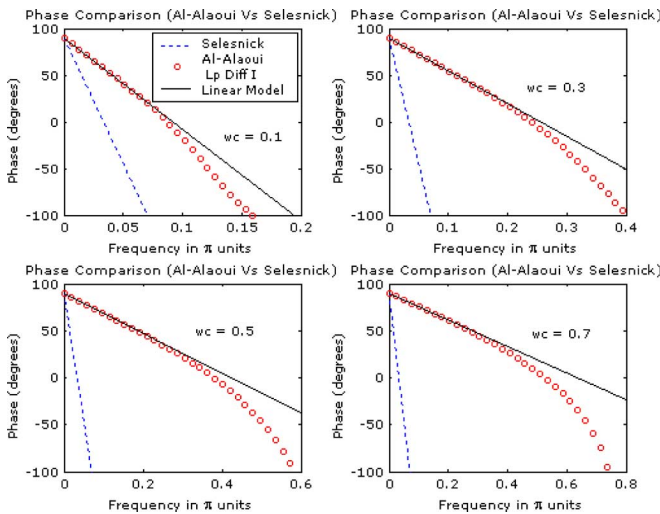 Phase Comparison (Al-Alaoui Vs Selesnick)
100
50
0
-50
-100
Phase (degrees)
Selesnick
Al-Alaoui
Lp Diff I
Linear Model
wc = 0.1
0
0.05
0.1
0.15
0.2
Frequency in π units
Phase Comparison (Al-Alaoui Vs Selesnick)
100
50
0
-50
-100
Phase (degrees)
wc = 0.3
0
0.1
0.2
0.3
0.4
Frequency in π units
Phase Comparison (Al-Alaoui Vs Selesnick)
100
50
0
-50
-100
Phase (degrees)
wc = 0.5
0
0.2
0.4
0.6
Frequency in π units
Phase Comparison (Al-Alaoui Vs Selesnick)
100
50
0
-50
-100
Phase (degrees)
wc = 0.7
0
0.2
0.4
0.6
0.8
Frequency in π units